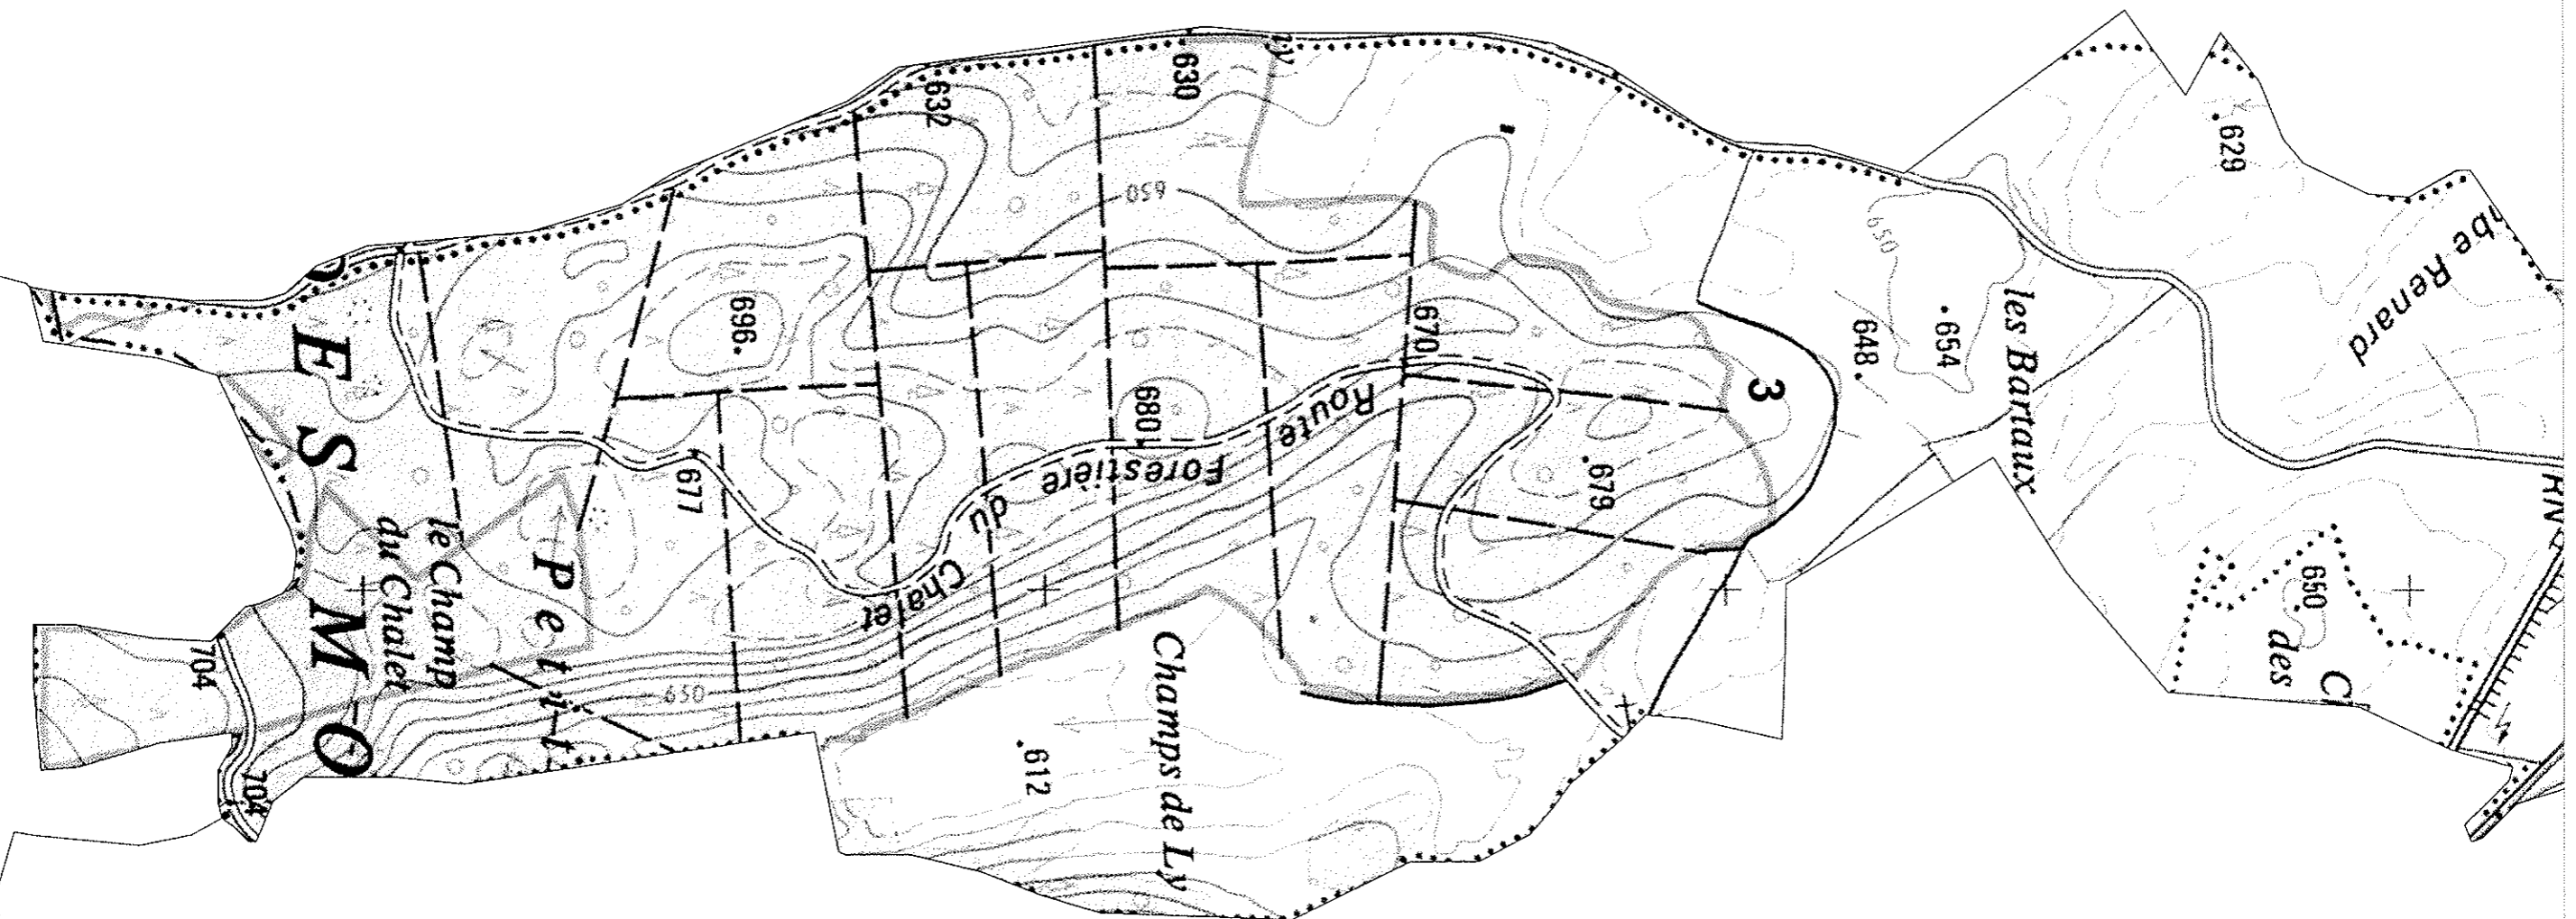 630
632
629
650
650
be Renard
les Bartaux
654
648
670
3
696
E S M O
Route
Forestière
du
Chalet
680
679
677
le Champ
du Chalet
Petit
650
des
C
650
704
704
612
Champs de Ly